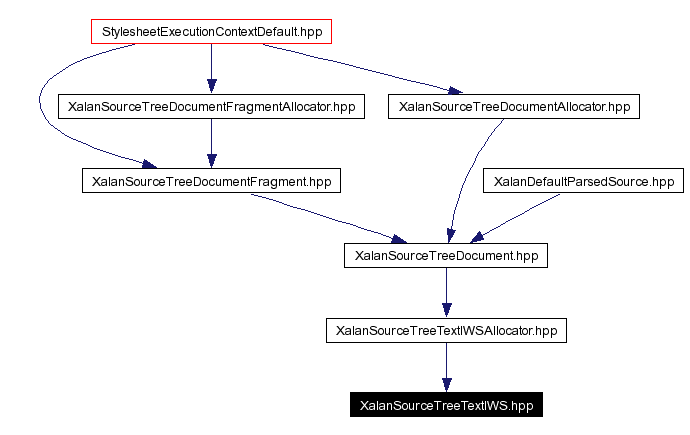 StylesheetExecutionContextDefault.hpp
XalanSourceTreeDocumentFragmentAllocator.hpp
XalanSourceTreeDocumentAllocator.hpp
XalanSourceTreeDocumentFragment.hpp
XalanDefaultParsedSource.hpp
XalanSourceTreeDocument.hpp
XalanSourceTreeTextIWSAllocator.hpp
XalanSourceTreeTextIWS.hpp